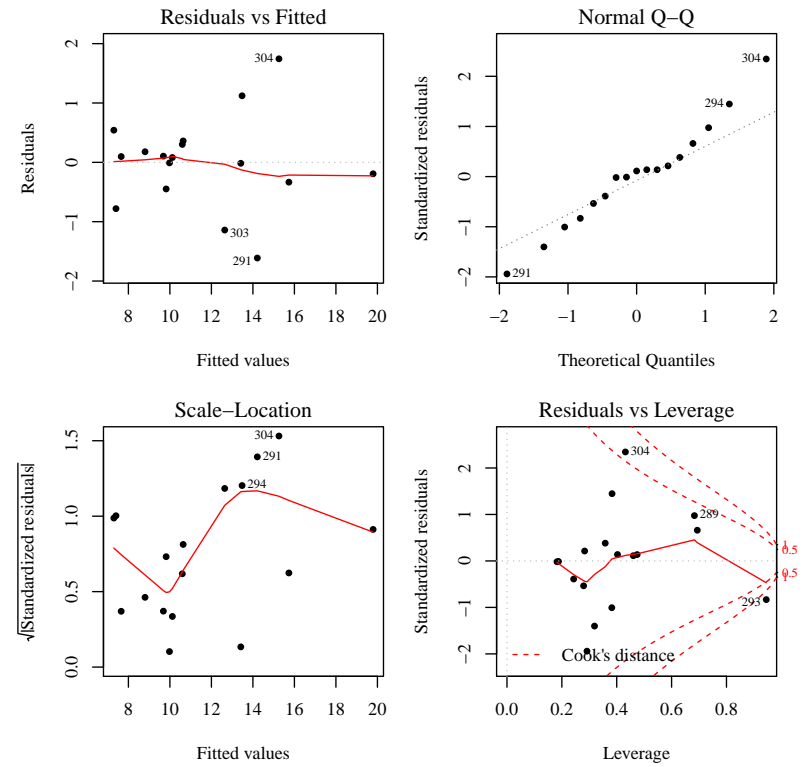 Residuals vs Fitted
Residuals
2
1
0
−1
−2
304
303
291
8 10 12 14 16 18 20
Fitted values
Normal Q−Q
Standardized residuals
2
1
0
−1
−2
304
294
291
−2 −1 0 1 2
Theoretical Quantiles
Scale−Location
√|Standardized residuals|
1.5
1.0
0.5
0.0
304
291
294
8 10 12 14 16 18 20
Fitted values
Residuals vs Leverage
Standardized residuals
2
1
0
−1
−2
304
289
293
1
0.5
0.5
1
Cook's distance
0.0 0.2 0.4 0.6 0.8
Leverage